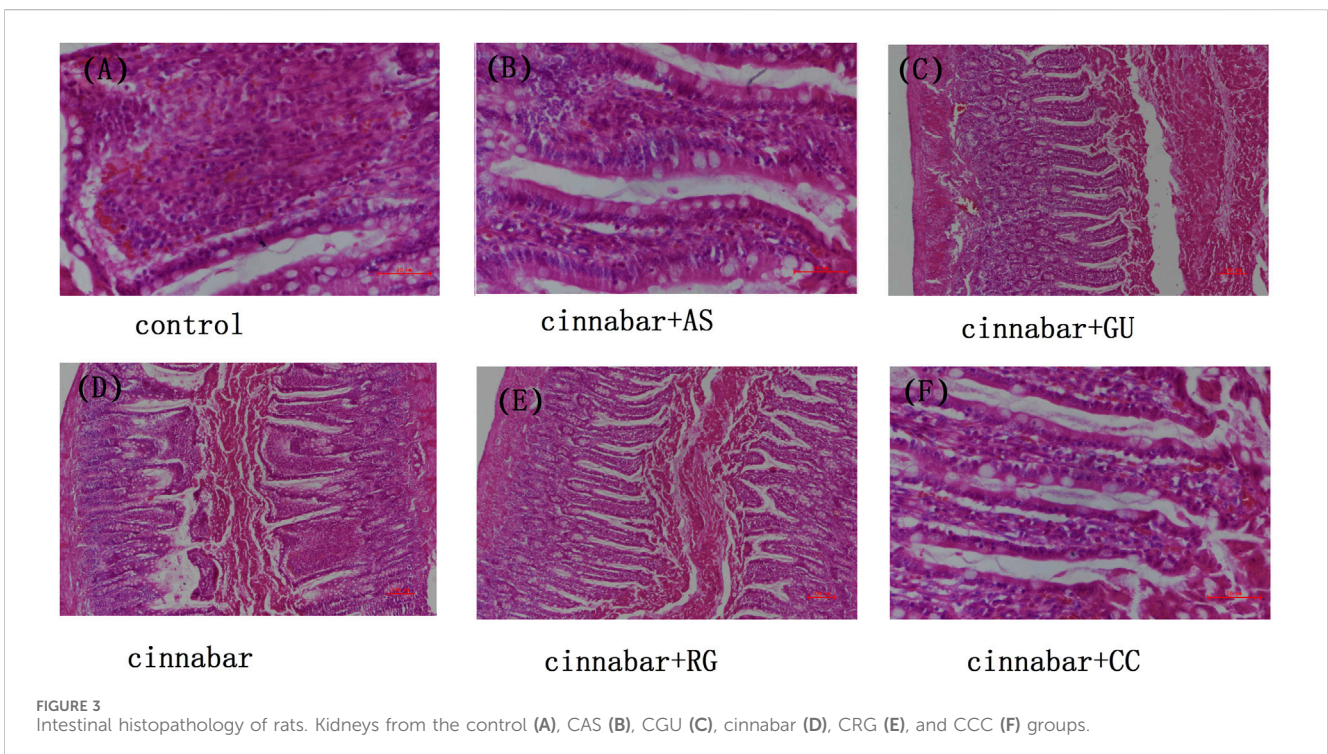 (A)
(B)
(C)
control
cinnabar+AS
cinnabar+GU
(D)
(E)
(F)
cinnabar
cinnabar+RG
cinnabar+CC
FIGURE 3
Intestinal histopathology of rats. Kidneys from the control (A), CAS (B), CGU (C), cinnabar (D), CRG (E), and CCC (F) groups.